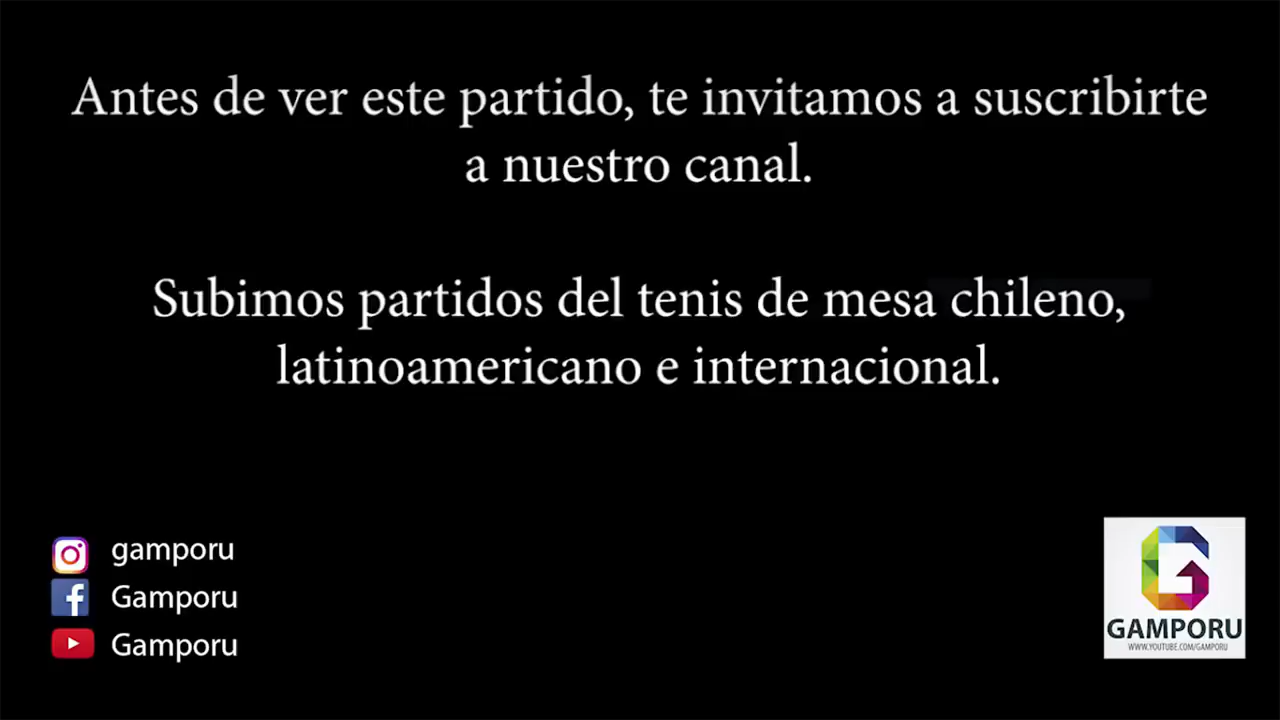 Antes de ver este partido, te invitamos a suscribirte
a nuestro canal.
Subimos partidos del tenis de mesa chileno,
latinoamericano e internacional.
gamporu
Gamporu
Gamporu
GAMPORU
WWW.YOUTUBE.COM/GAMPORU